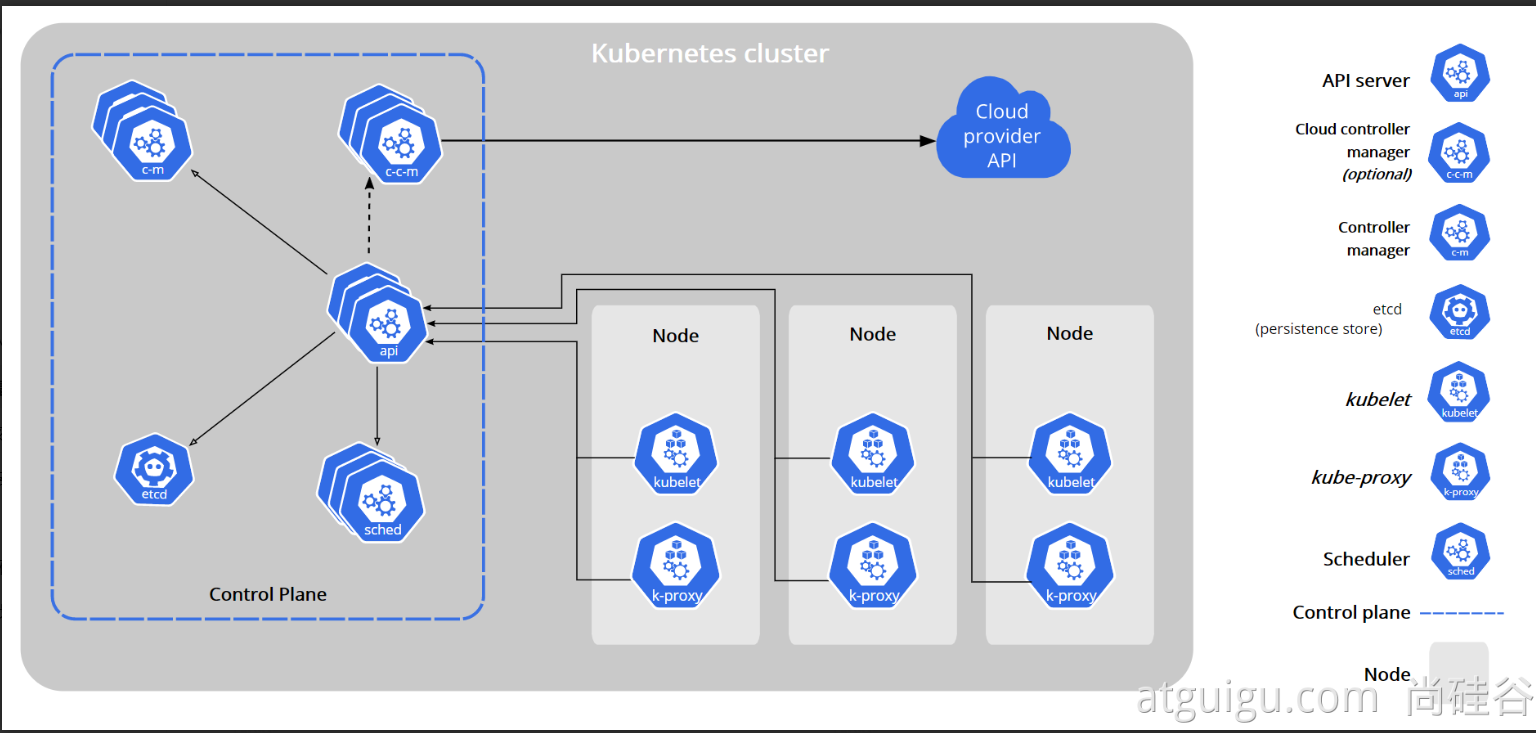 Kubernetes cluster
c-m
c-c-m
Cloud
provider
API
api
etcd
sched
Control Plane
Node
kubelet
k-proxy
Node
kubelet
k-proxy
Node
kubelet
k-proxy
API server
api
Cloud controller
manager
(optional)
c-c-m
Controller
manager
c-m
etcd
(persistence store)
etcd
kubelet
kubelet
kube-proxy
k-proxy
Scheduler
sched
Control plane
Node
atguigu.com 尚硅谷